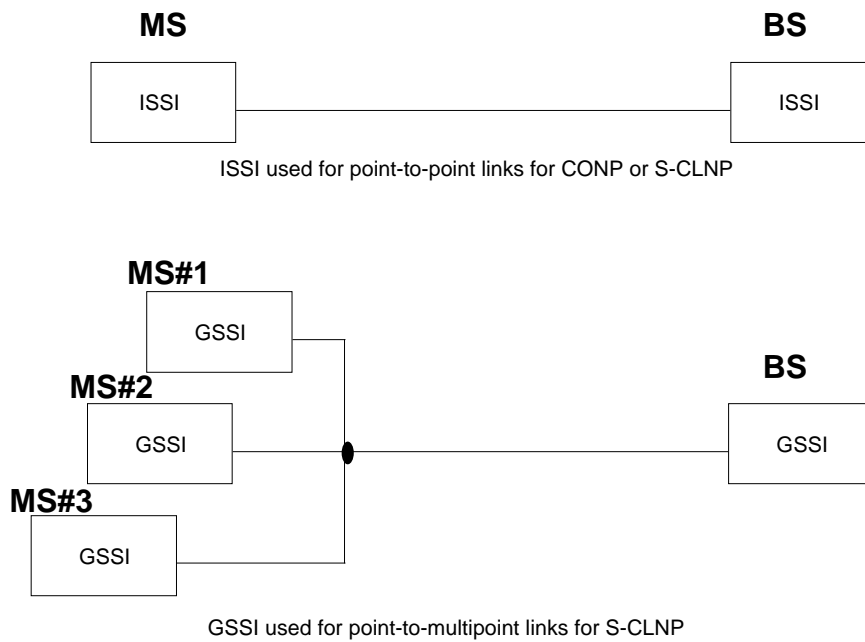 MS
BS
ISSI
ISSI
ISSI used for point-to-point links for CONP or S-CLNP
MS#1
GSSI
MS#2
GSSI
BS
GSSI
MS#3
GSSI
GSSI used for point-to-multipoint links for S-CLNP